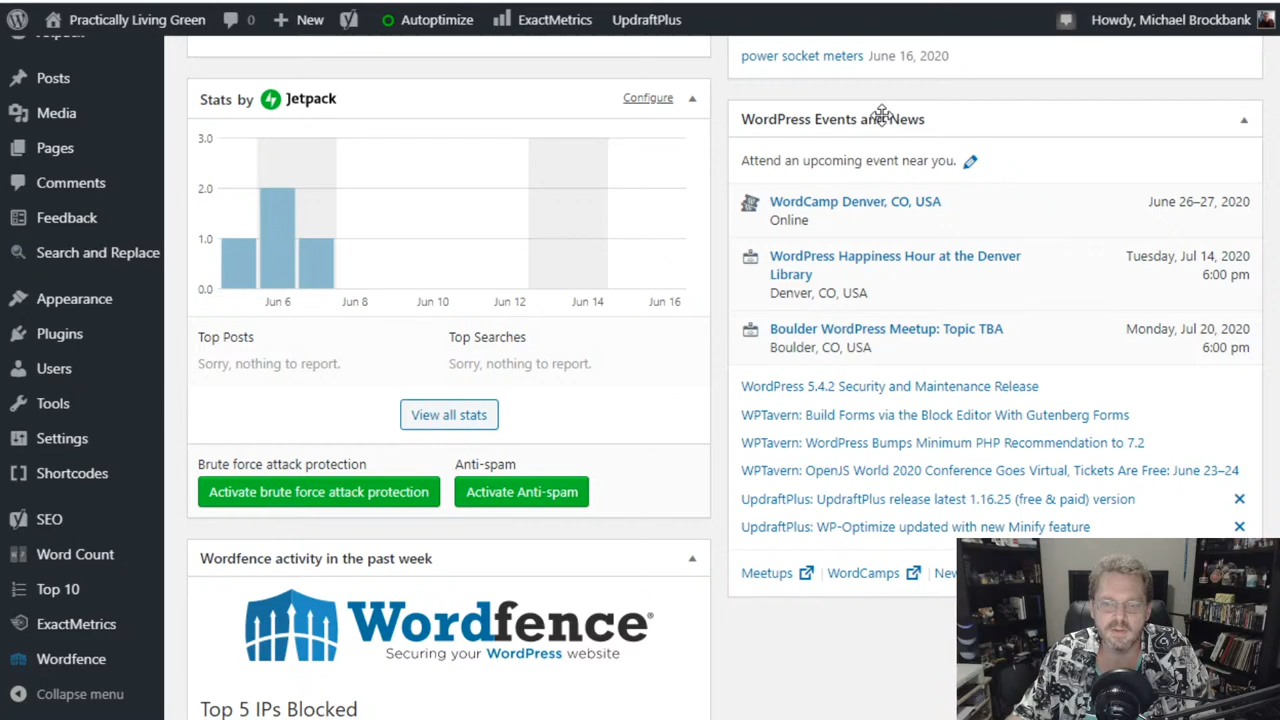 Practically Living Green
0
New
Autoptimize
ExactMetrics
UpdraftPlus
Howdy, Michael Brockbank
Posts
Media
Pages
Comments
Feedback
Search and Replace
Appearance
Plugins
Users
Tools
Settings
Shortcodes
SEO
Word Count
Top 10
ExactMetrics
Wordfence
Collapse menu
Stats by Jetpack
Configure
3.0
2.0
1.0
0.0
Jun 6
Jun 8
Jun 10
Jun 12
Jun 14
Jun 16
Top Posts
Sorry, nothing to report.
Top Searches
Sorry, nothing to report.
View all stats
Brute force attack protection
Activate brute force attack protection
Anti-spam
Activate Anti-spam
Wordfence activity in the past week
Wordfence®
Securing your WordPress website
Top 5 IPs Blocked
power socket meters June 16, 2020
WordPress Events and News
Attend an upcoming event near you.
WordCamp Denver, CO, USA
Online
June 26–27, 2020
WordPress Happiness Hour at the Denver
Library
Denver, CO, USA
Tuesday, Jul 14, 2020
6:00 pm
Boulder WordPress Meetup: Topic TBA
Boulder, CO, USA
Monday, Jul 20, 2020
6:00 pm
WordPress 5.4.2 Security and Maintenance Release
WPTavern: Build Forms via the Block Editor With Gutenberg Forms
WPTavern: WordPress Bumps Minimum PHP Recommendation to 7.2
WPTavern: OpenJS World 2020 Conference Goes Virtual, Tickets Are Free: June 23–24
UpdraftPlus: UpdraftPlus release latest 1.16.25 (free & paid) version
UpdraftPlus: WP-Optimize updated with new Minify feature
Meetups | WordCamps |